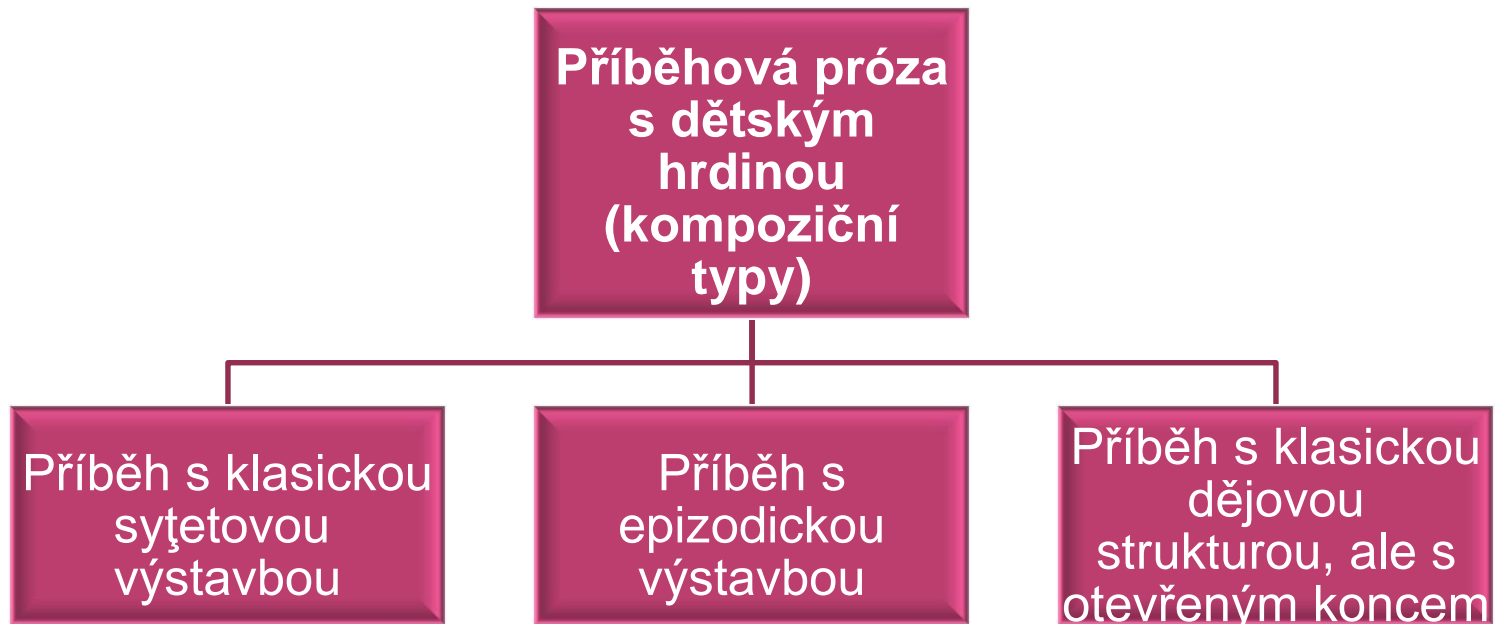 Příběhová próza
s dětským
hrdinou
(kompoziční
typy)
Příběh s klasickou
syţetovou
výstavbou
Příběh s
epizodickou
výstavbou
Příběh s klasickou
dějovou
strukturou, ale s
otevřeným koncem